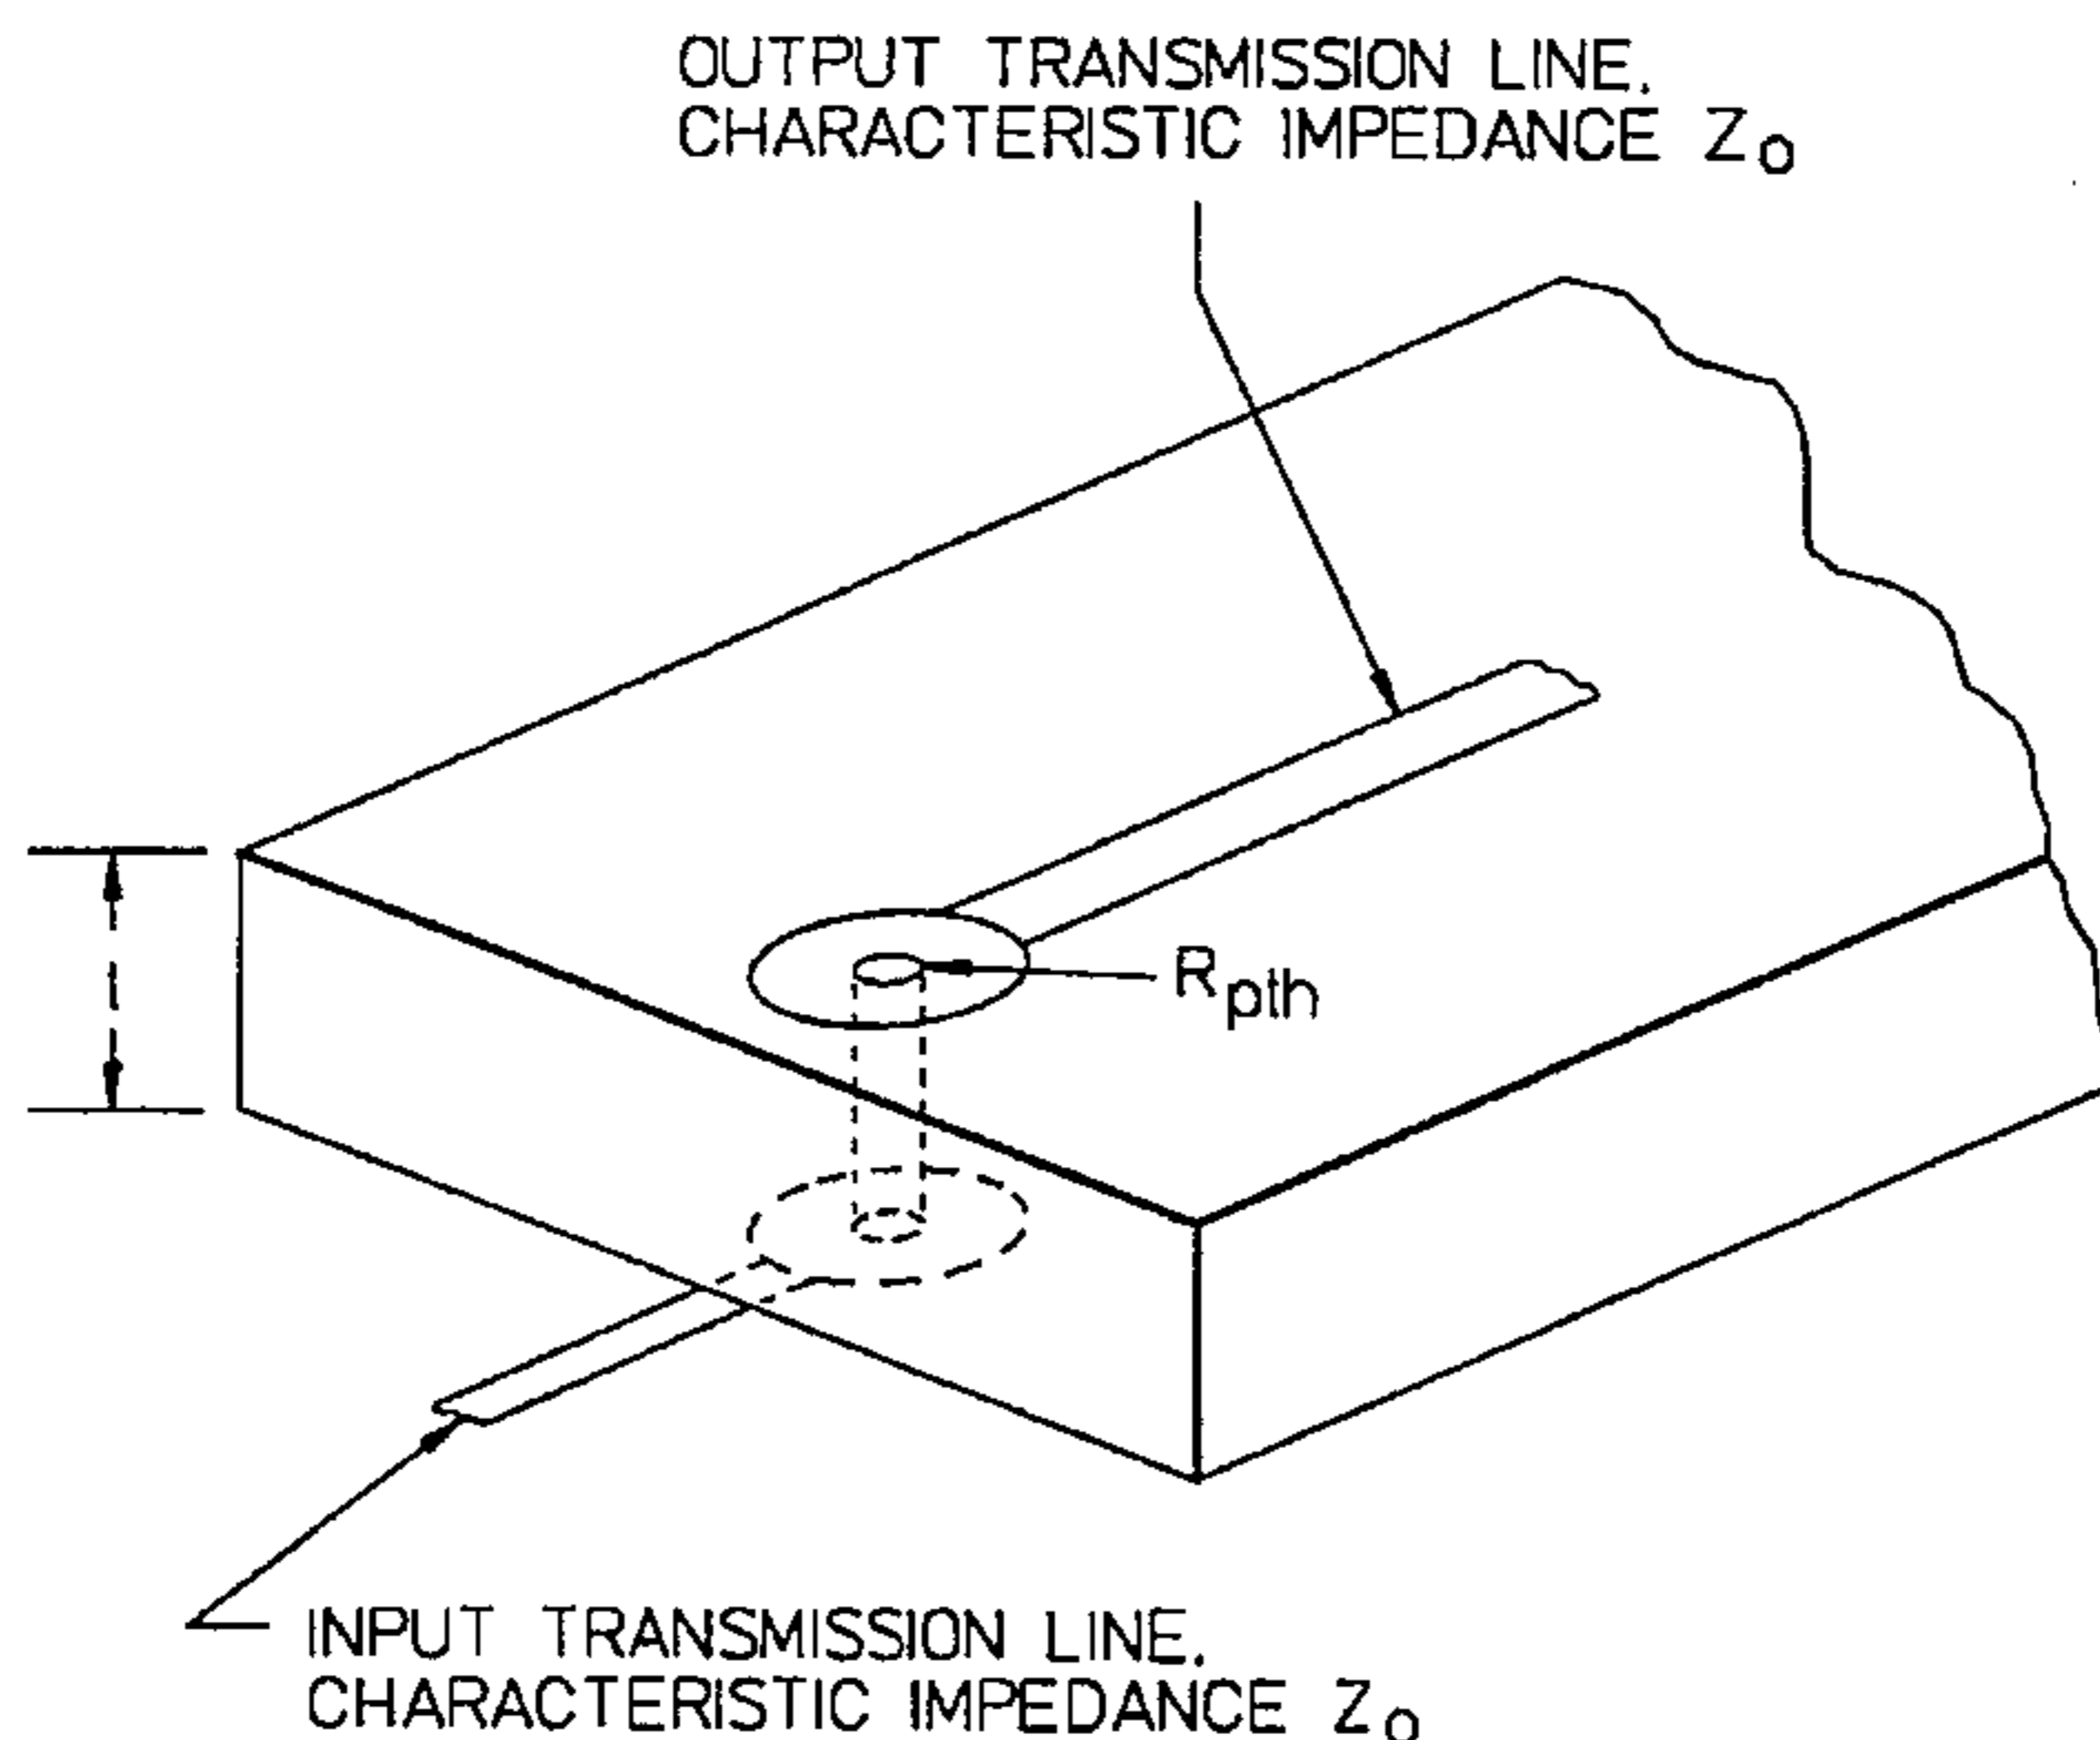 OUTPUT TRANSMISSION LINE.
CHARACTERISTIC IMPEDANCE Zo
Rpth
INPUT TRANSMISSION LINE.
CHARACTERISTIC IMPEDANCE Zo